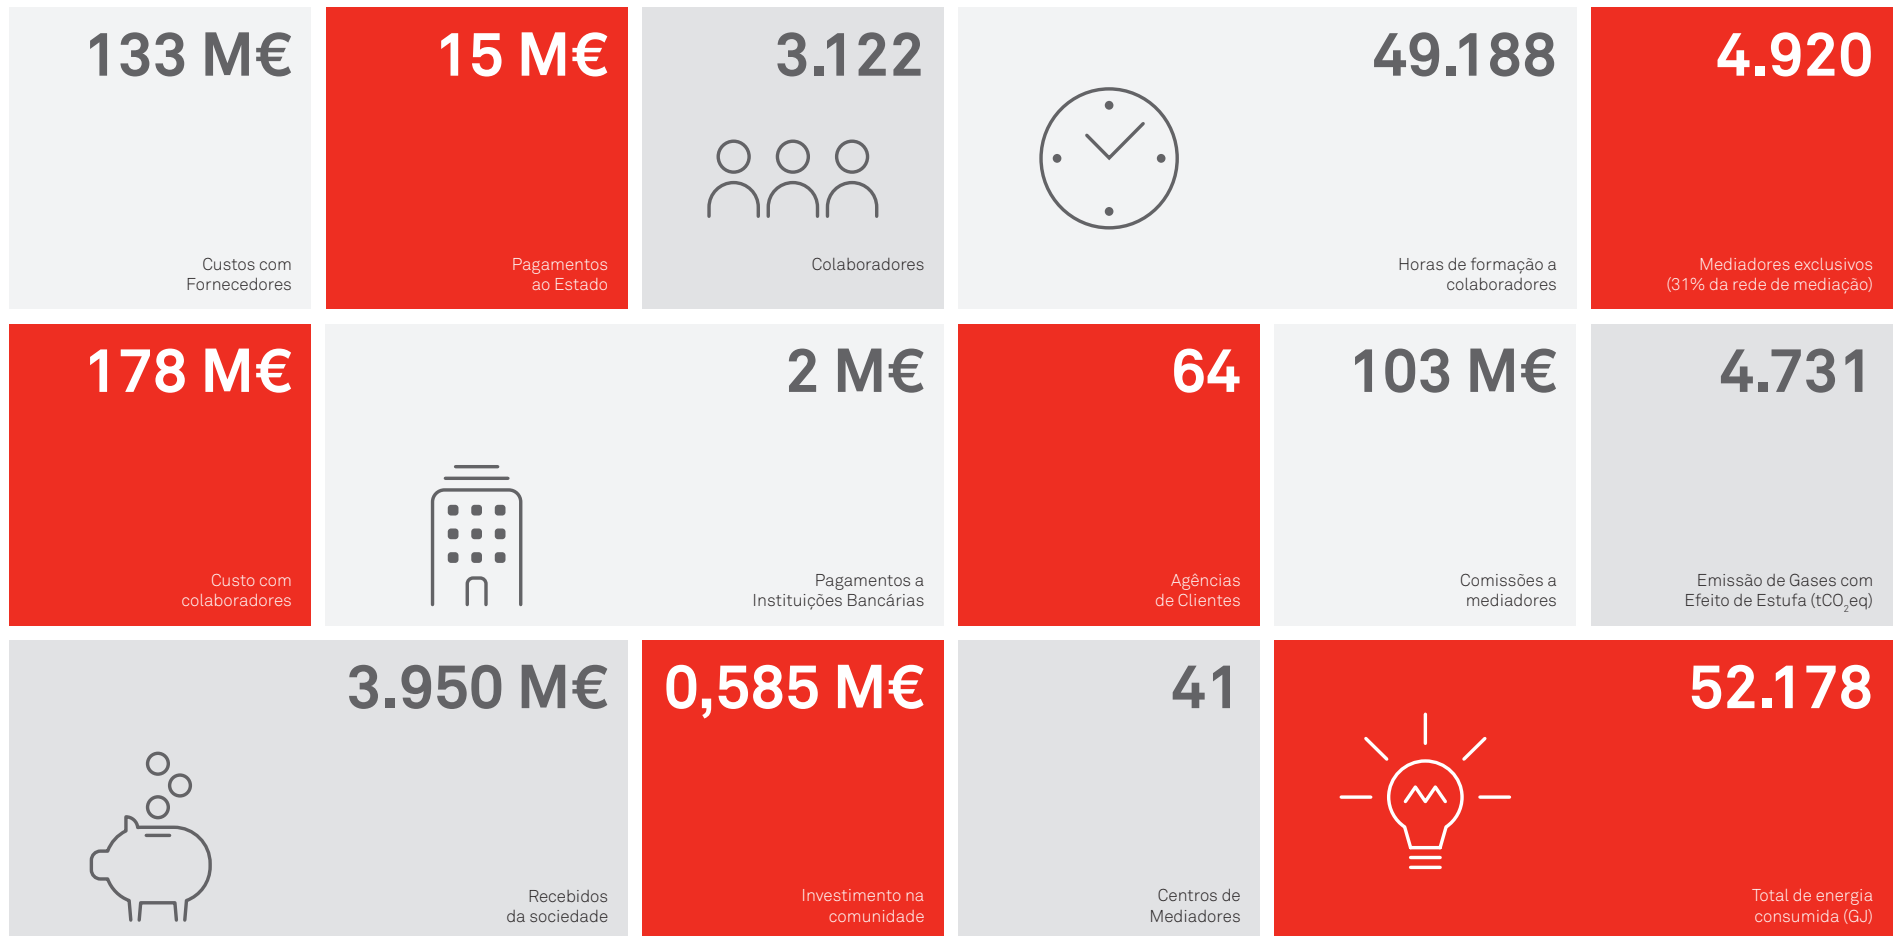 133 M€
Custos com
Fornecedores
15 M€
Pagamentos
ao Estado
3.122
Colaboradores
49.188
Horas de formação a
colaboradores
4.920
Mediadores exclusivos
(31% da rede de mediação)
178 M€
Custo com
colaboradores
2 M€
Pagamentos a
Instituições Bancárias
64
Agências
de Clientes
103 M€
Comissões a
mediadores
4.731
Emissão de Gases com
Efeito de Estufa (tCO₂eq)
3.950 M€
Recebidos
da sociedade
0,585 M€
Investimento na
comunidade
41
Centros de
Mediadores
52.178
Total de energia
consumida (GJ)